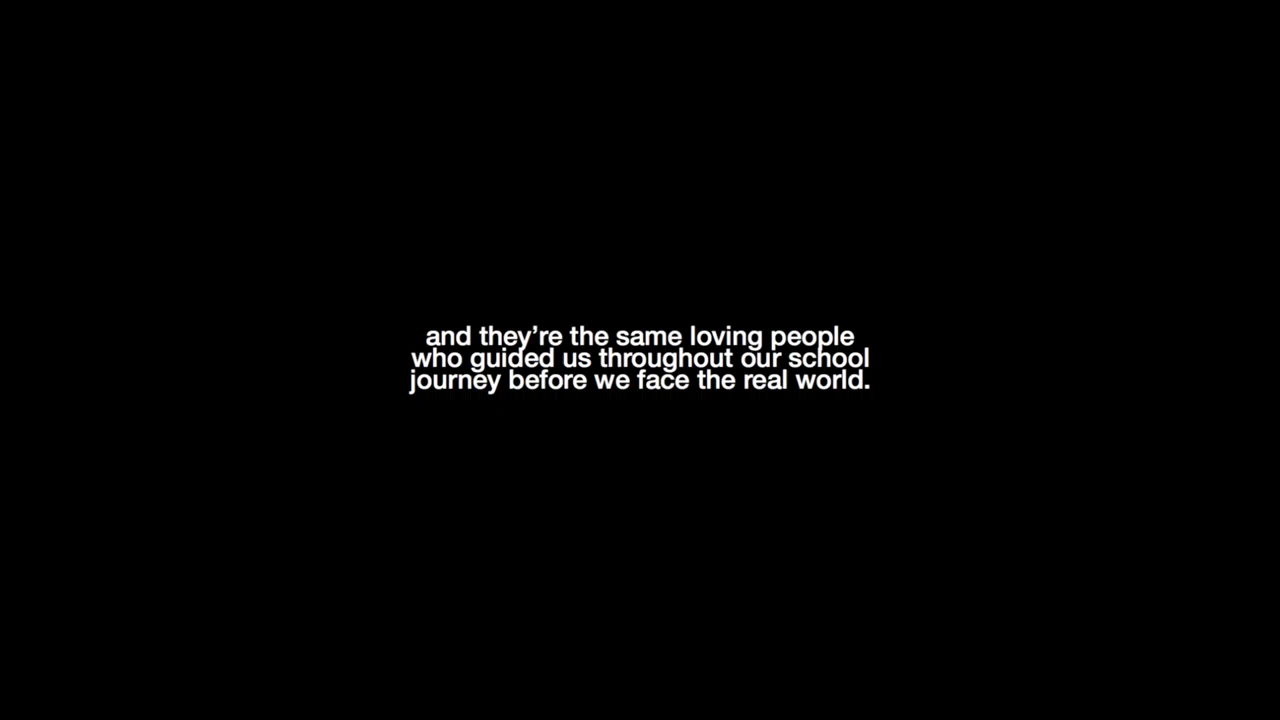 and they’re the same loving people
who guided us throughout our school
journey before we face the real world.